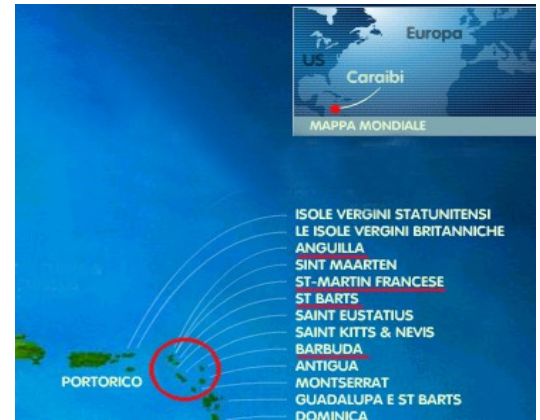 Europa
US
Caraibi
MAPPA MONDIALE
ISOLE VERGINI STATUNITENSI
LE ISOLE VERGINI BRITANNICHE
ANGUILLA
SINT MAARTEN
ST-MARTIN FRANCESE
ST BARTS
SAINT EUSTATIUS
SAINT KITTS & NEVIS
BARBUDA
ANTIGUA
PORTORICO
MONTSERRAT
GUADALUPA E ST BARTS
DOMINICA